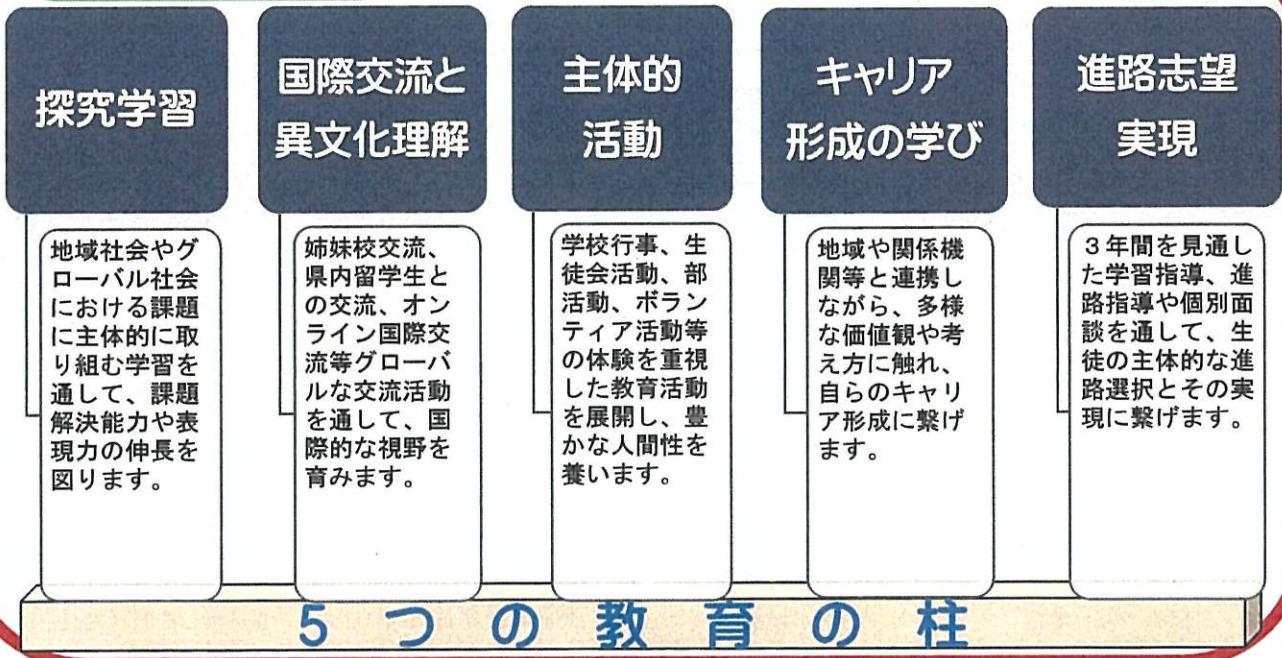 探究学習
地域社会やグ
ローバル社会
における課題
に主体的に取
り組む学習を
通して、課題
解決能力や表
現力の伸長を
図ります。
国際交流と
異文化理解
姉妹校交流、
県内留学生と
の交流、オン
ライン国際交
流等グローバ
ルな交流活動
を通して、国
際的な視野を
育みます。
主体的
活動
学校行事、生
徒会活動、部
活動、ボラン
ティア活動等
の体験を重視
した教育活動
を展開し、豊
かな人間性を
養います。
キャリア
形成の学び
地域や関係機
関等と連携し
ながら、多様
な価値観や考
え方に触れ、
自らのキャリ
ア形成に繋げ
ます。
進路志望
実現
３年間を見通し
た学習指導、進
路指導や個別面
談を通して、生
徒の主体的な進
路選択とその実
現に繋げます。
５つの教育の柱